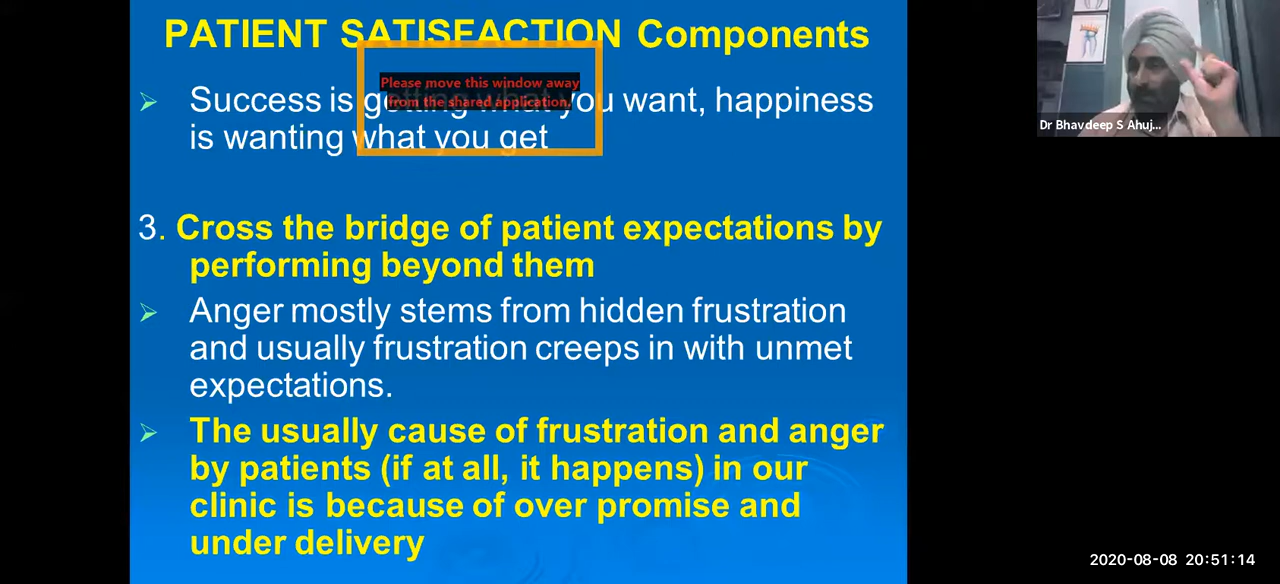 PATIENT SATISFACTION Components
Please move this window away
from the shared application.
➢ Success is getting what you want, happiness
is wanting what you get
3. Cross the bridge of patient expectations by
performing beyond them
➢ Anger mostly stems from hidden frustration
and usually frustration creeps in with unmet
expectations.
➢ The usually cause of frustration and anger
by patients (if at all, it happens) in our
clinic is because of over promise and
under delivery
Dr Bhavdeep S Ahuj...
2020-08-08 20:51:14